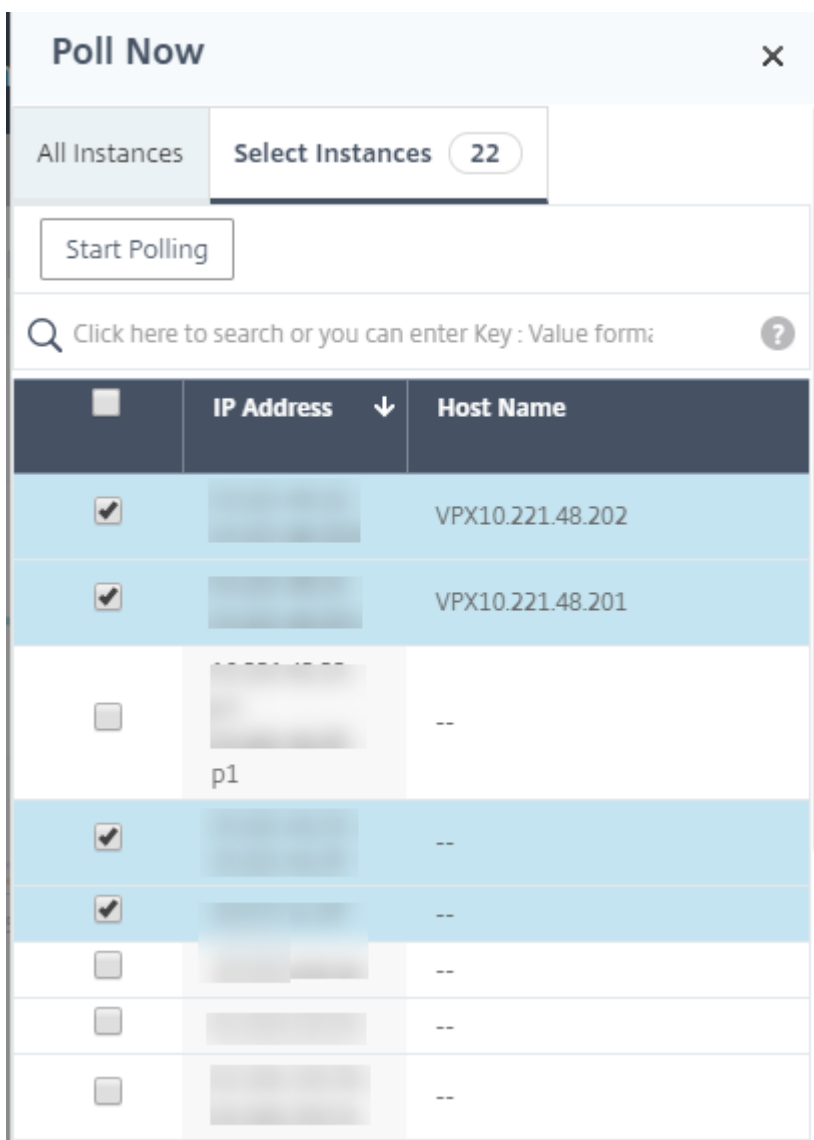 Poll Now
All Instances Select Instances 22
Start Polling
Click here to search or you can enter Key : Value forma
?
IP Address Host Name
VPX10.221.48.202
VPX10.221.48.201
--
p1
--
--
--
--
--